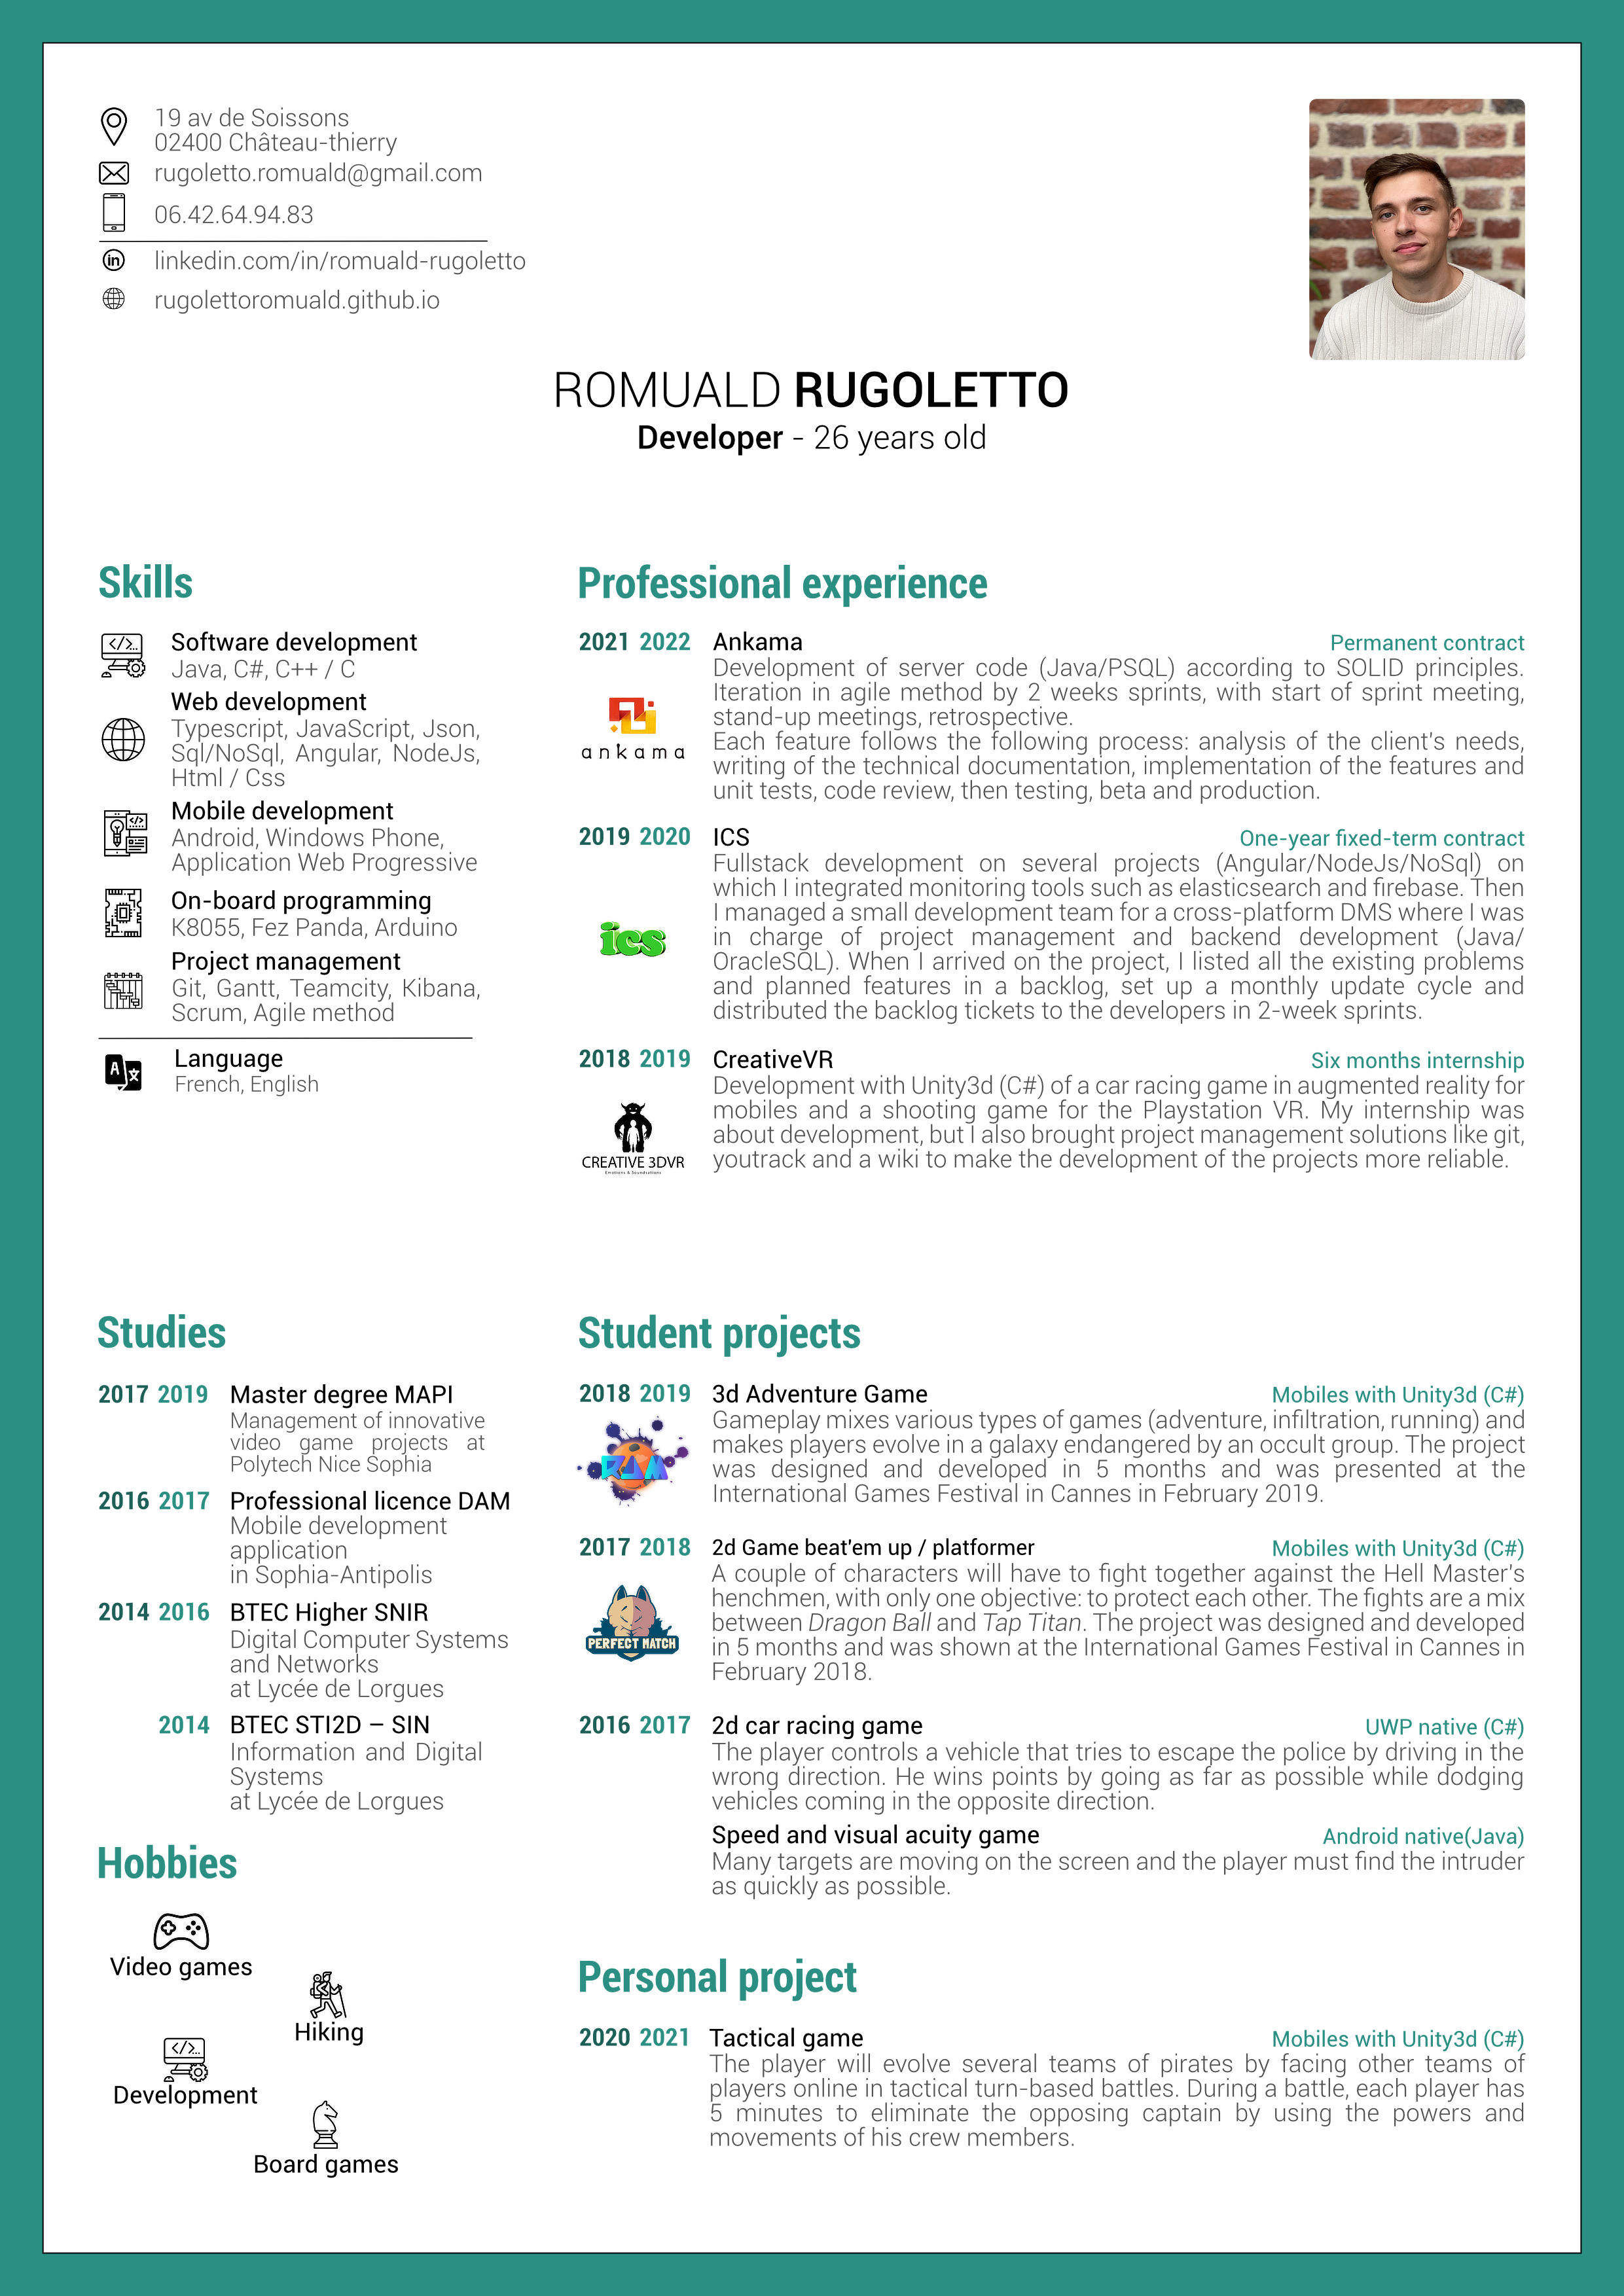 19 av de Soissons
02400 Château-thierry
rugoletto.romuald@gmail.com
06.42.64.94.83
linkedin.com/in/romuald-rugoletto
rugolettoromuald.github.io
ROMUALD RUGOLETTO
Developer - 26 years old
Skills
Software development
Java, C#, C++ / C
Web development
Typescript, JavaScript, Json,
Sql/NoSql, Angular, NodeJs,
Html / Css
Mobile development
Android, Windows Phone,
Application Web Progressive
On-board programming
K8055, Fez Panda, Arduino
Project management
Git, Gantt, Teamcity, Kibana,
Scrum, Agile method
Language
French, English
Professional experience
2021 2022 Ankama Permanent contract
Development of server code (Java/PSQL) according to SOLID principles.
Iteration in agile method by 2 weeks sprints, with start of sprint meeting,
stand-up meetings, retrospective.
Each feature follows the following process: analysis of the client's needs,
writing of the technical documentation, implementation of the features and
unit tests, code review, then testing, beta and production.
ankama
2019 2020 ICS One-year fixed-term contract
Fullstack development on several projects (Angular/NodeJs/NoSql) on
which I integrated monitoring tools such as elasticsearch and firebase. Then
I managed a small development team for a cross-platform DMS where I was
in charge of project management and backend development (Java/
OracleSQL). When I arrived on the project, I listed all the existing problems
and planned features in a backlog, set up a monthly update cycle and
distributed the backlog tickets to the developers in 2-week sprints.
ics
2018 2019 CreativeVR Six months internship
Development with Unity3d (C#) of a car racing game in augmented reality for
mobiles and a shooting game for the Playstation VR. My internship was
about development, but I also brought project management solutions like git,
youtrack and a wiki to make the development of the projects more reliable.
CREATIVE 3DVR
Emotions & Soundsations
Studies
2017 2019 Master degree MAPI
Management of innovative
video game projects at
Polytech Nice Sophia
2016 2017 Professional licence DAM
Mobile development
application
in Sophia-Antipolis
2014 2016 BTEC Higher SNIR
Digital Computer Systems
and Networks
at Lycée de Lorgues
2014 BTEC STI2D – SIN
Information and Digital
Systems
at Lycée de Lorgues
Hobbies
Video games
Hiking
Development
Board games
Student projects
2018 2019 3d Adventure Game Mobiles with Unity3d (C#)
Gameplay mixes various types of games (adventure, infiltration, running) and
makes players evolve in a galaxy endangered by an occult group. The project
was designed and developed in 5 months and was presented at the
International Games Festival in Cannes in February 2019.
2017 2018 2d Game beat'em up / platformer Mobiles with Unity3d (C#)
A couple of characters will have to fight together against the Hell Master's
henchmen, with only one objective: to protect each other. The fights are a mix
between Dragon Ball and Tap Titan. The project was designed and developed
in 5 months and was shown at the International Games Festival in Cannes in
February 2018.
PERFECT MATCH
2016 2017 2d car racing game UWP native (C#)
The player controls a vehicle that tries to escape the police by driving in the
wrong direction. He wins points by going as far as possible while dodging
vehicles coming in the opposite direction.
Speed and visual acuity game Android native(Java)
Many targets are moving on the screen and the player must find the intruder
as quickly as possible.
Personal project
2020 2021 Tactical game Mobiles with Unity3d (C#)
The player will evolve several teams of pirates by facing other teams of
players online in tactical turn-based battles. During a battle, each player has
5 minutes to eliminate the opposing captain by using the powers and
movements of his crew members.